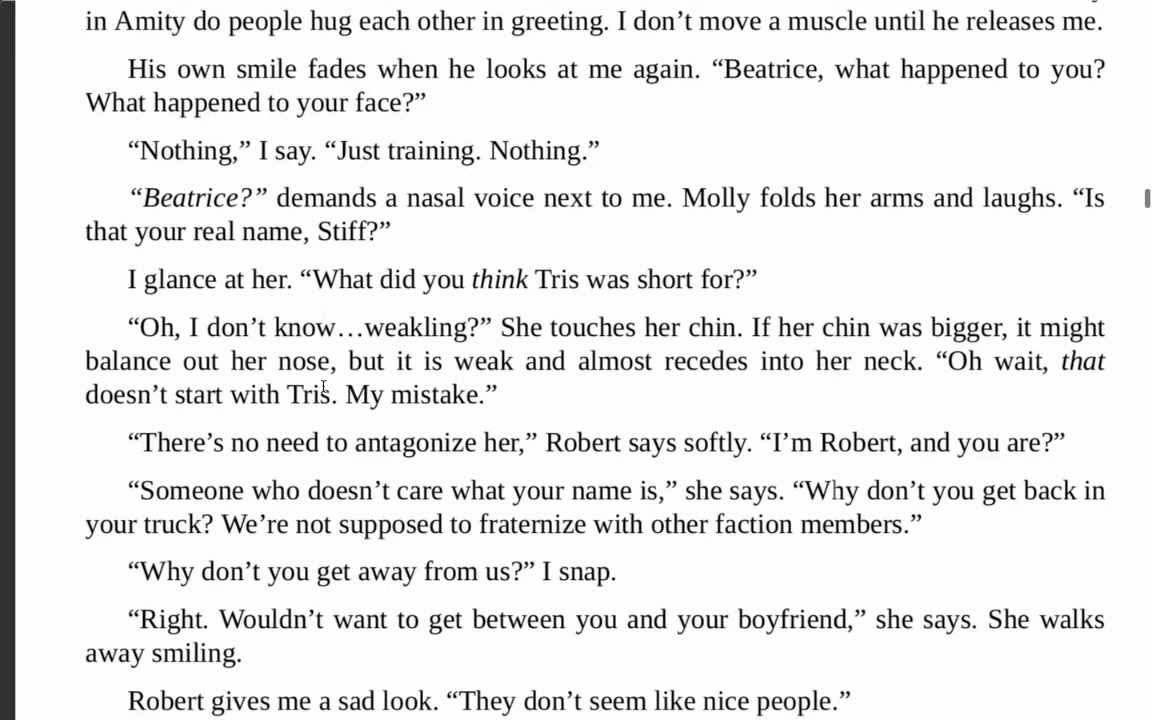 in Amity do people hug each other in greeting. I don’t move a muscle until he releases me.
His own smile fades when he looks at me again. “Beatrice, what happened to you?
What happened to your face?”
“Nothing,” I say. “Just training. Nothing.”
“Beatrice?” demands a nasal voice next to me. Molly folds her arms and laughs. “Is
that your real name, Stiff?”
I glance at her. “What did you think Tris was short for?”
“Oh, I don’t know…weakling?” She touches her chin. If her chin was bigger, it might
balance out her nose, but it is weak and almost recedes into her neck. “Oh wait, that
doesn’t start with Tris. My mistake.”
“There’s no need to antagonize her,” Robert says softly. “I’m Robert, and you are?”
“Someone who doesn’t care what your name is,” she says. “Why don’t you get back in
your truck? We’re not supposed to fraternize with other faction members.”
“Why don’t you get away from us?” I snap.
“Right. Wouldn’t want to get between you and your boyfriend,” she says. She walks
away smiling.
Robert gives me a sad look. “They don’t seem like nice people.”